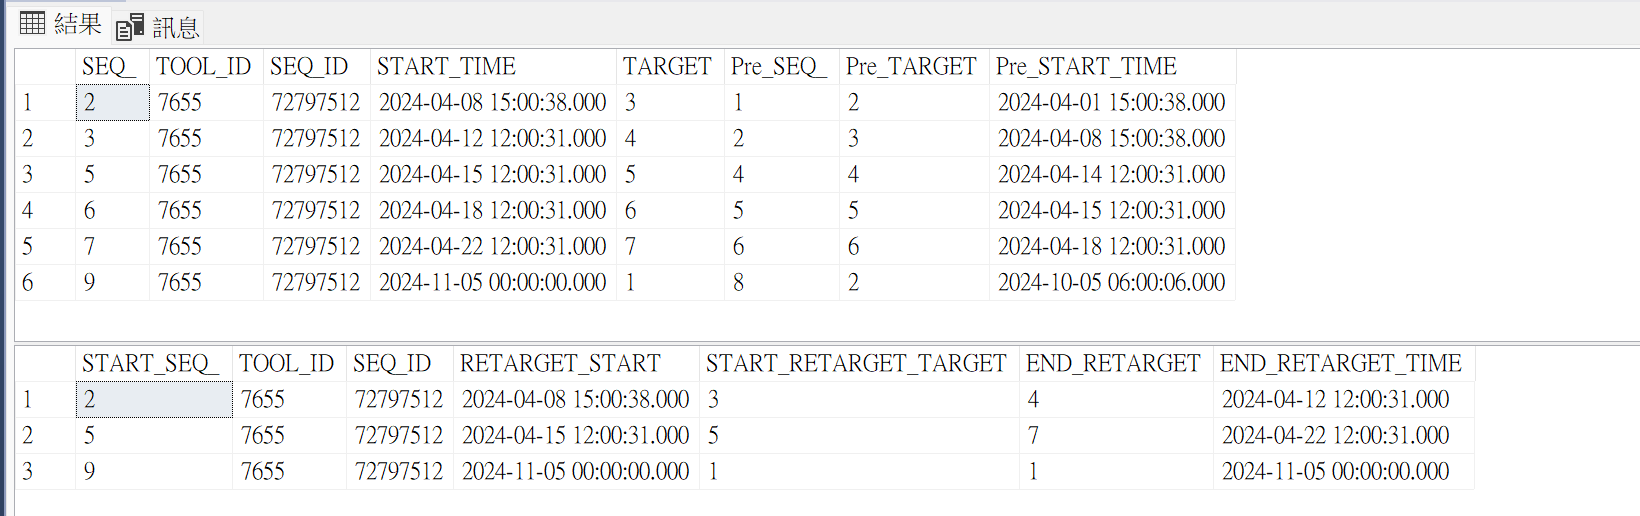 結果 訊息
SEQ_ TOOL_ID SEQ_ID START_TIME TARGET Pre_SEQ_ Pre_TARGET Pre_START_TIME
1 2 7655 72797512 2024-04-08 15:00:38.000 3 1 2 2024-04-01 15:00:38.000
2 3 7655 72797512 2024-04-12 12:00:31.000 4 2 3 2024-04-08 15:00:38.000
3 5 7655 72797512 2024-04-15 12:00:31.000 5 4 4 2024-04-14 12:00:31.000
4 6 7655 72797512 2024-04-18 12:00:31.000 6 5 5 2024-04-15 12:00:31.000
5 7 7655 72797512 2024-04-22 12:00:31.000 7 6 6 2024-04-18 12:00:31.000
6 9 7655 72797512 2024-11-05 00:00:00.000 1 8 2 2024-10-05 06:00:06.000
START_SEQ_ TOOL_ID SEQ_ID RETARGET_START START_RETARGET_TARGET END_RETARGET END_RETARGET_TIME
1 2 7655 72797512 2024-04-08 15:00:38.000 3 4 2024-04-12 12:00:31.000
2 5 7655 72797512 2024-04-15 12:00:31.000 5 7 2024-04-22 12:00:31.000
3 9 7655 72797512 2024-11-05 00:00:00.000 1 1 2024-11-05 00:00:00.000